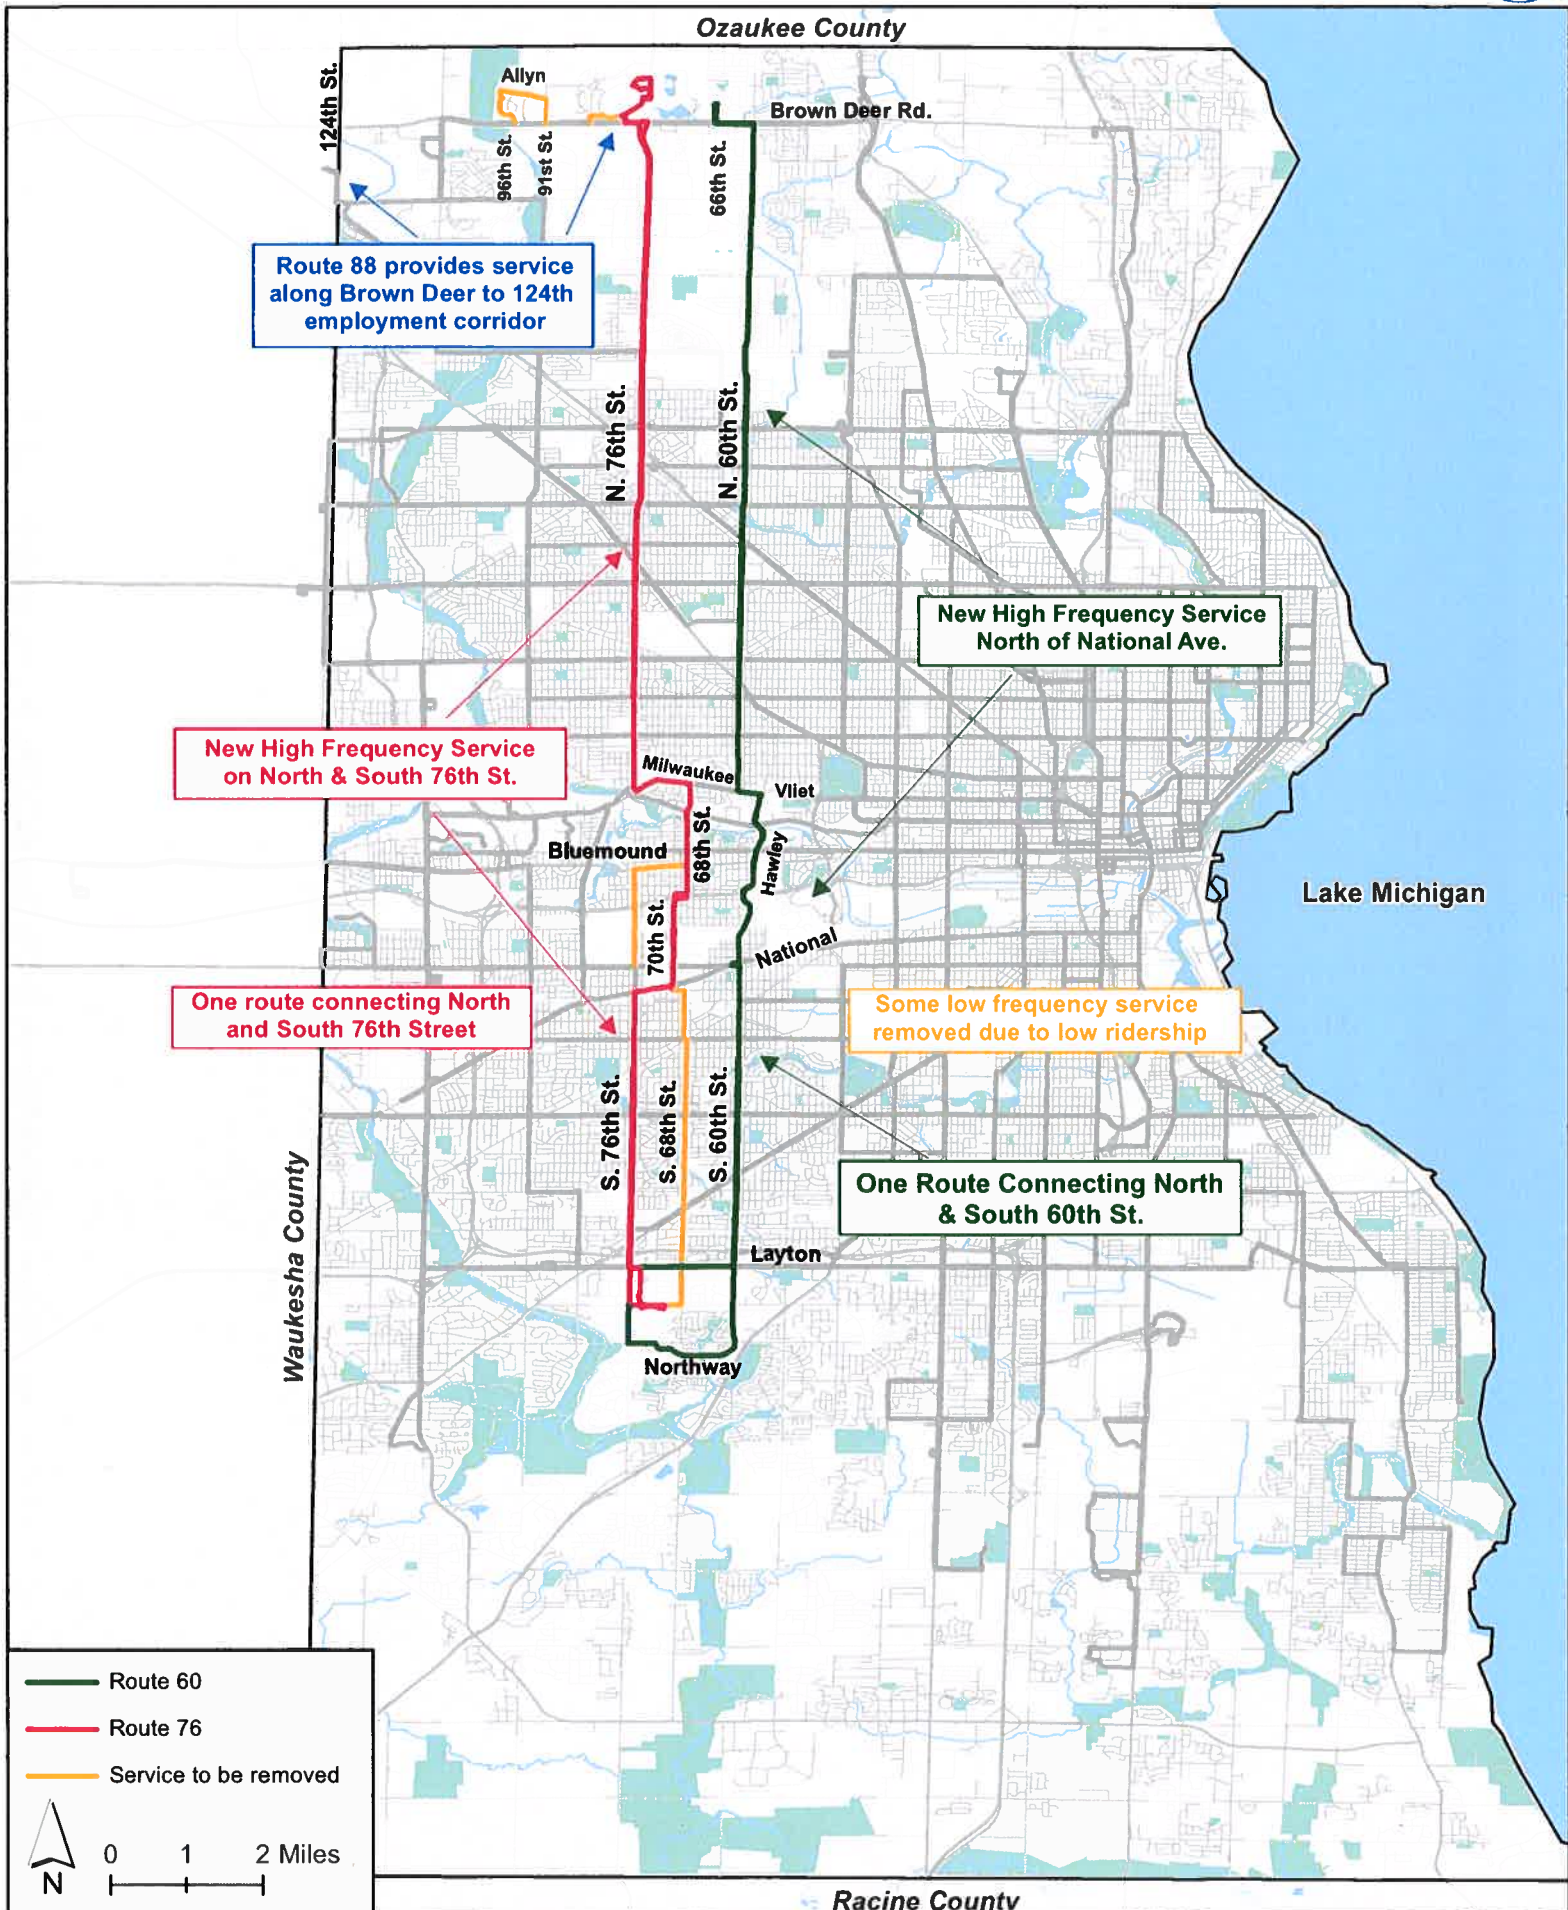 Ozaukee County
124th St.
Allyn
Brown Deer Rd.
96th St.
91st St.
66th St.
Route 88 provides service
along Brown Deer to 124th
employment corridor
N. 76th St.
N. 60th St.
New High Frequency Service
North of National Ave.
New High Frequency Service
on North & South 76th St.
Milwaukee
Vliet
68th St.
Bluemound
Hawley
Lake Michigan
70th St.
National
One route connecting North
and South 76th Street
Some low frequency service
removed due to low ridership
S. 76th St.
S. 68th St.
S. 60th St.
One Route Connecting North
& South 60th St.
Waukesha County
Layton
Northway
Route 60
Route 76
Service to be removed
N
0 1 2 Miles
Racine County